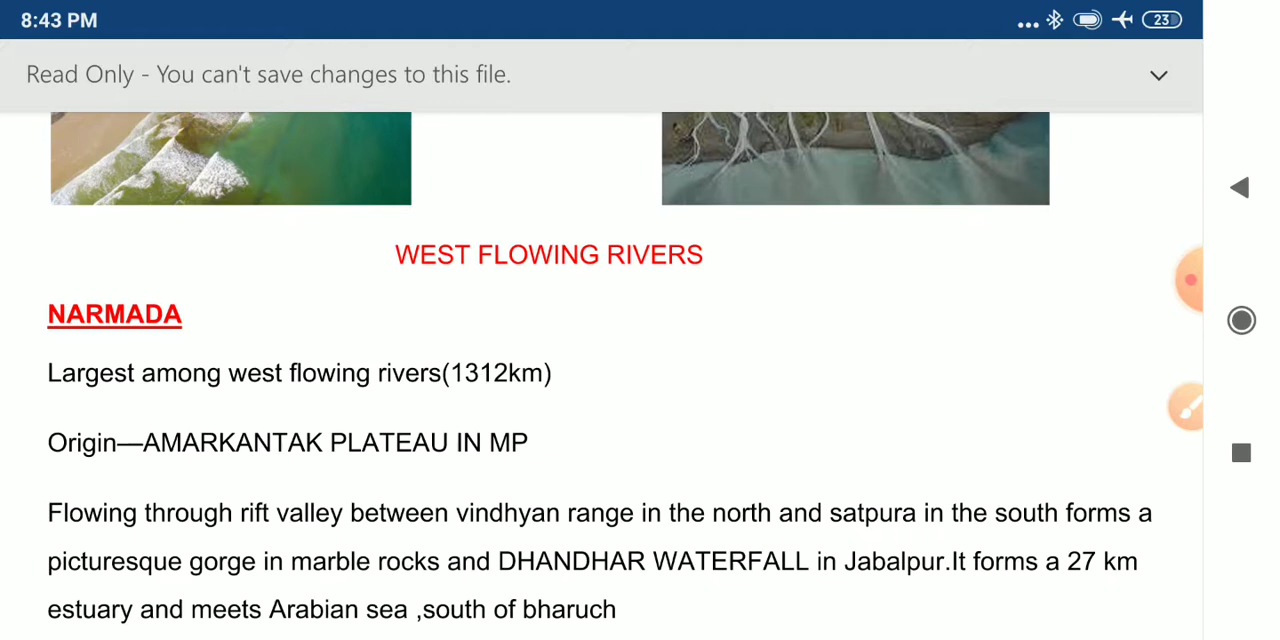 8:43 PM
23
Read Only - You can't save changes to this file.
WEST FLOWING RIVERS
NARMADA
Largest among west flowing rivers(1312km)
Origin—AMARKANTAK PLATEAU IN MP
Flowing through rift valley between vindhyan range in the north and satpura in the south forms a
picturesque gorge in marble rocks and DHANDHAR WATERFALL in Jabalpur.It forms a 27 km
estuary and meets Arabian sea ,south of bharuch